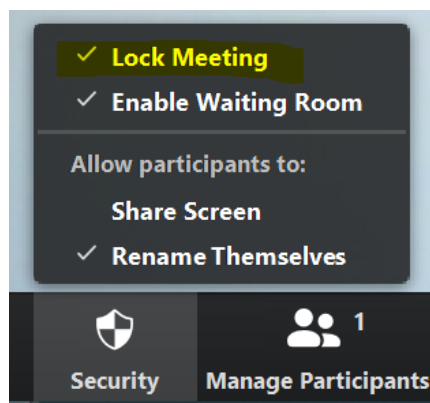 Lock Meeting
Enable Waiting Room
Allow participants to:
Share Screen
Rename Themselves
1
Security Manage Participants